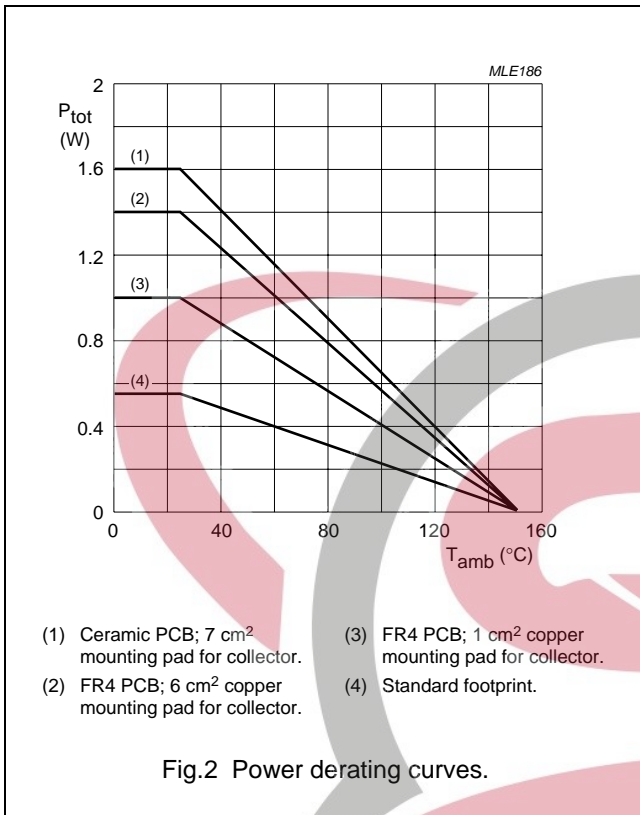 MLE186
2
Ptot
(W)
1.6
1.2
0.8
0.4
0
(1)
(2)
(3)
(4)
0 40 80 120 160
Tamb (°C)
(1) Ceramic PCB; 7 cm²
mounting pad for collector.
(2) FR4 PCB; 6 cm² copper
mounting pad for collector.
(3) FR4 PCB; 1 cm² copper
mounting pad for collector.
(4) Standard footprint.
Fig.2 Power derating curves.